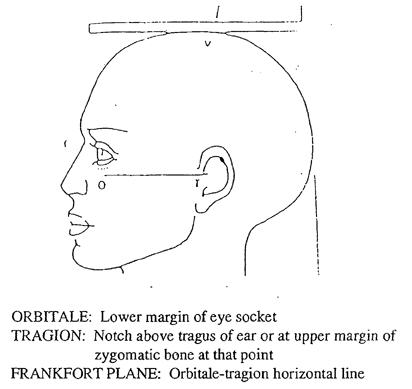 V
O
T
ORBITALE: Lower margin of eye socket
TRAGION: Notch above tragus of ear or at upper margin of
zygomatic bone at that point
FRANKFORT PLANE: Orbitale-tragion horizontal line